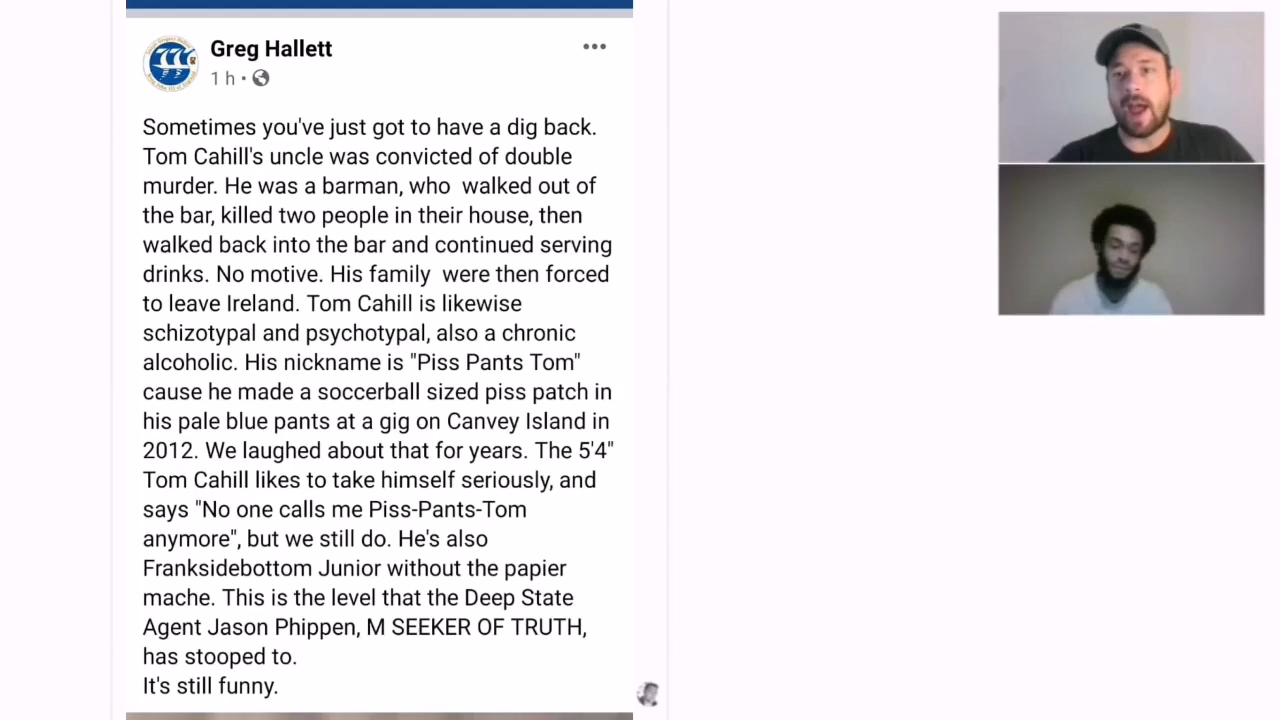 Greg Hallett
1 h
Sometimes you've just got to have a dig back.
Tom Cahill's uncle was convicted of double
murder. He was a barman, who  walked out of
the bar, killed two people in their house, then
walked back into the bar and continued serving
drinks. No motive. His family  were then forced
to leave Ireland. Tom Cahill is likewise
schizotypal and psychotypal, also a chronic
alcoholic. His nickname is "Piss Pants Tom"
cause he made a soccerball sized piss patch in
his pale blue pants at a gig on Canvey Island in
2012. We laughed about that for years. The 5'4"
Tom Cahill likes to take himself seriously, and
says "No one calls me Piss-Pants-Tom
anymore", but we still do. He's also
Franksidebottom Junior without the papier
mache. This is the level that the Deep State
Agent Jason Phippen, M SEEKER OF TRUTH,
has stooped to.
It's still funny.